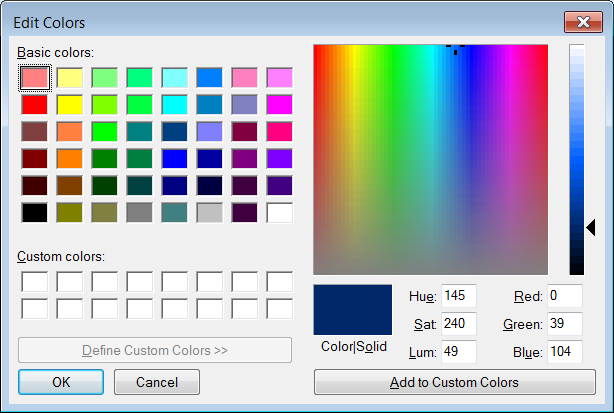 Edit Colors
Basic colors:
Custom colors:
Define Custom Colors >>
OK
Cancel
Color|Solid
Hue: 145
Sat: 240
Lum: 49
Red: 0
Green: 39
Blue: 104
Add to Custom Colors